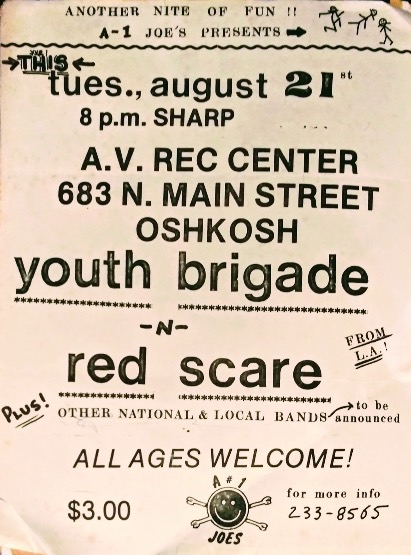 ANOTHER NITE OF FUN !!
A-1 JOE'S PRESENTS
THIS
tues., august 21st
8 p.m. SHARP
A.V. REC CENTER
683 N. MAIN STREET
OSHKOSH
youth brigade
-N-
red scare
FROM L.A.!
PLUS! OTHER NATIONAL & LOCAL BANDS to be announced
ALL AGES WELCOME!
$3.00
A #1
JOES
for more info
233-8565